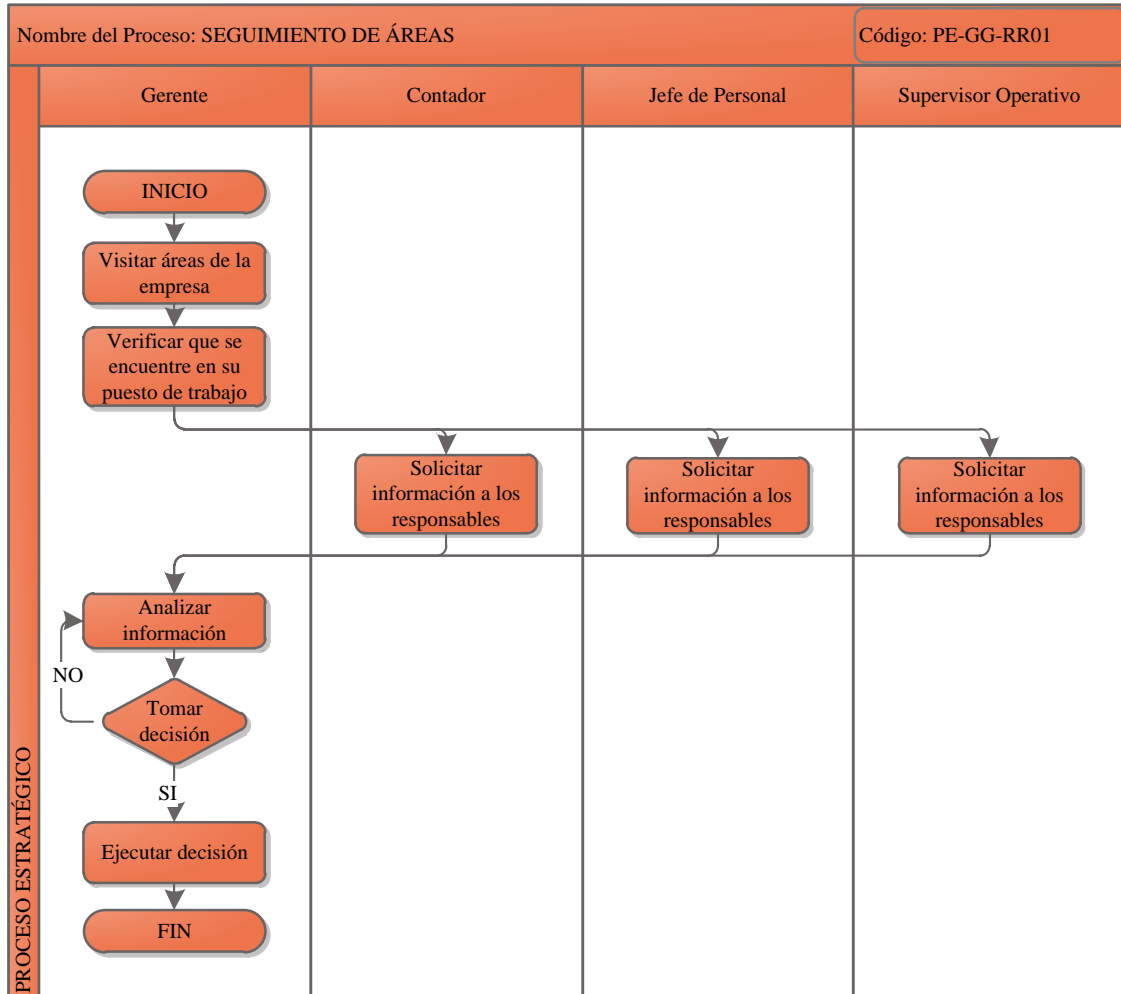 Nombre del Proceso: SEGUIMIENTO DE ÁREAS
Código: PE-GG-RR01
PROCESO ESTRATÉGICO
Gerente
Contador
Jefe de Personal
Supervisor Operativo
INICIO
Visitar áreas de la
empresa
Verificar que se
encuentre en su
puesto de trabajo
Solicitar
información a los
responsables
Solicitar
información a los
responsables
Solicitar
información a los
responsables
Analizar
información
NO
Tomar
decisión
SI
Ejecutar decisión
FIN